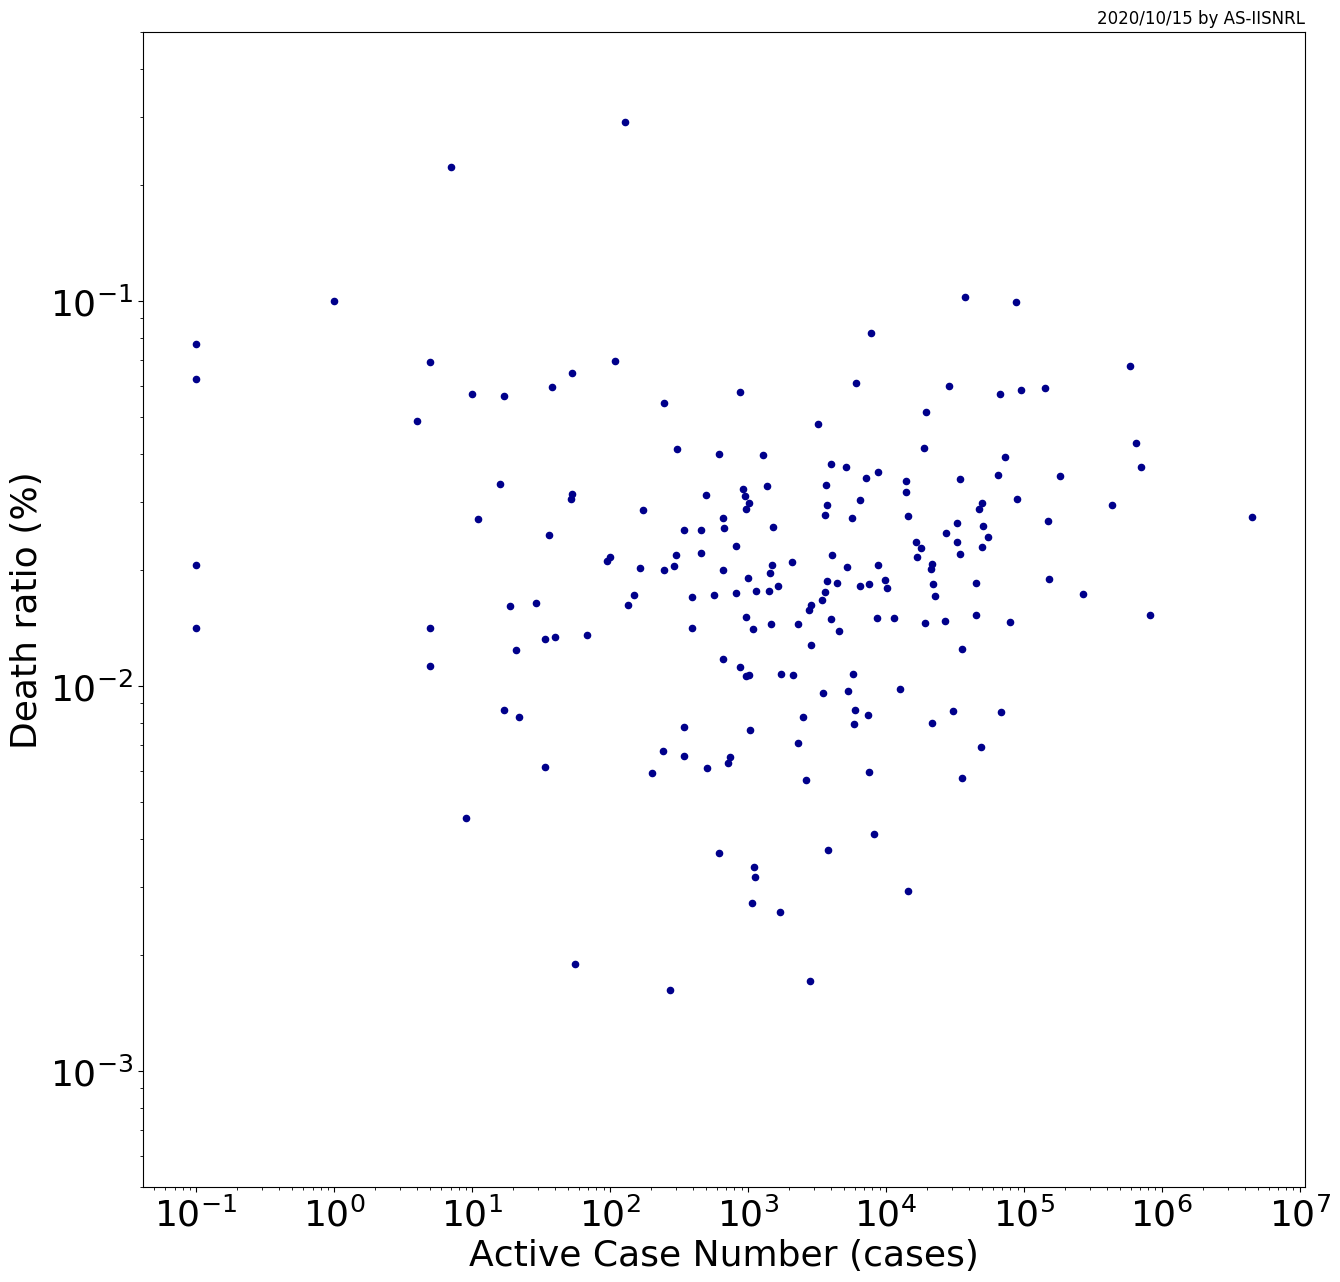 2020/10/15 by AS-IISNRL
Death ratio (%)
10⁻¹
10⁻²
10⁻³
10⁻¹ 10⁰ 10¹ 10² 10³ 10⁴ 10⁵ 10⁶ 10⁷
Active Case Number (cases)